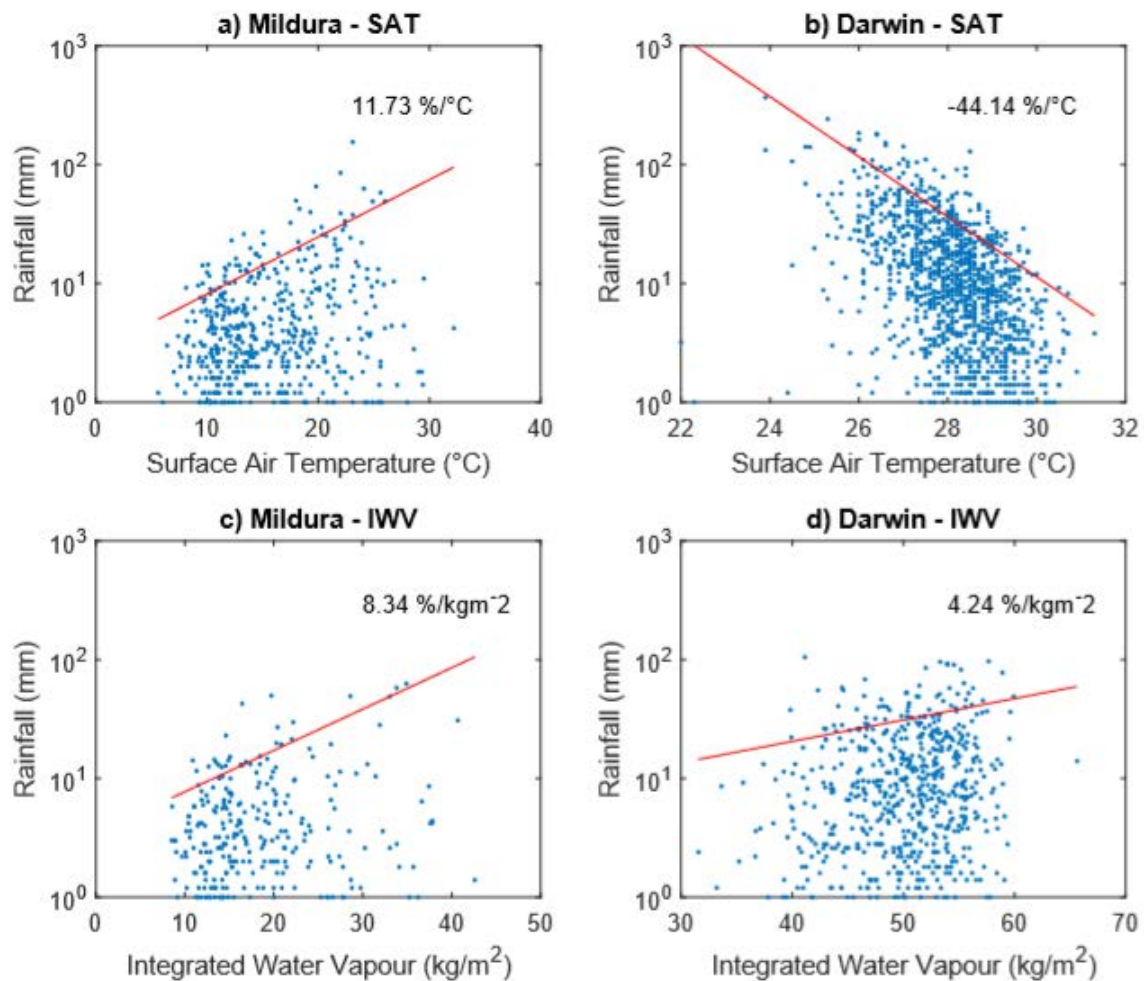 a) Mildura - SAT
10³
10²
10¹
10⁰
Rainfall (mm)
11.73 %/°C
0 10 20 30 40
Surface Air Temperature (°C)
b) Darwin - SAT
10³
10²
10¹
10⁰
Rainfall (mm)
-44.14 %/°C
22 24 26 28 30 32
Surface Air Temperature (°C)
c) Mildura - IWV
10³
10²
10¹
10⁰
Rainfall (mm)
8.34 %/kgm⁻2
0 10 20 30 40 50
Integrated Water Vapour (kg/m²)
d) Darwin - IWV
10³
10²
10¹
10⁰
Rainfall (mm)
4.24 %/kgm⁻2
30 40 50 60 70
Integrated Water Vapour (kg/m²)